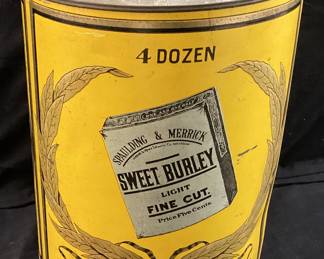 4 DOZEN
SPAULDING & MERRICK
SWEET BURLEY
LIGHT
FINE CUT.
Price Five Cents